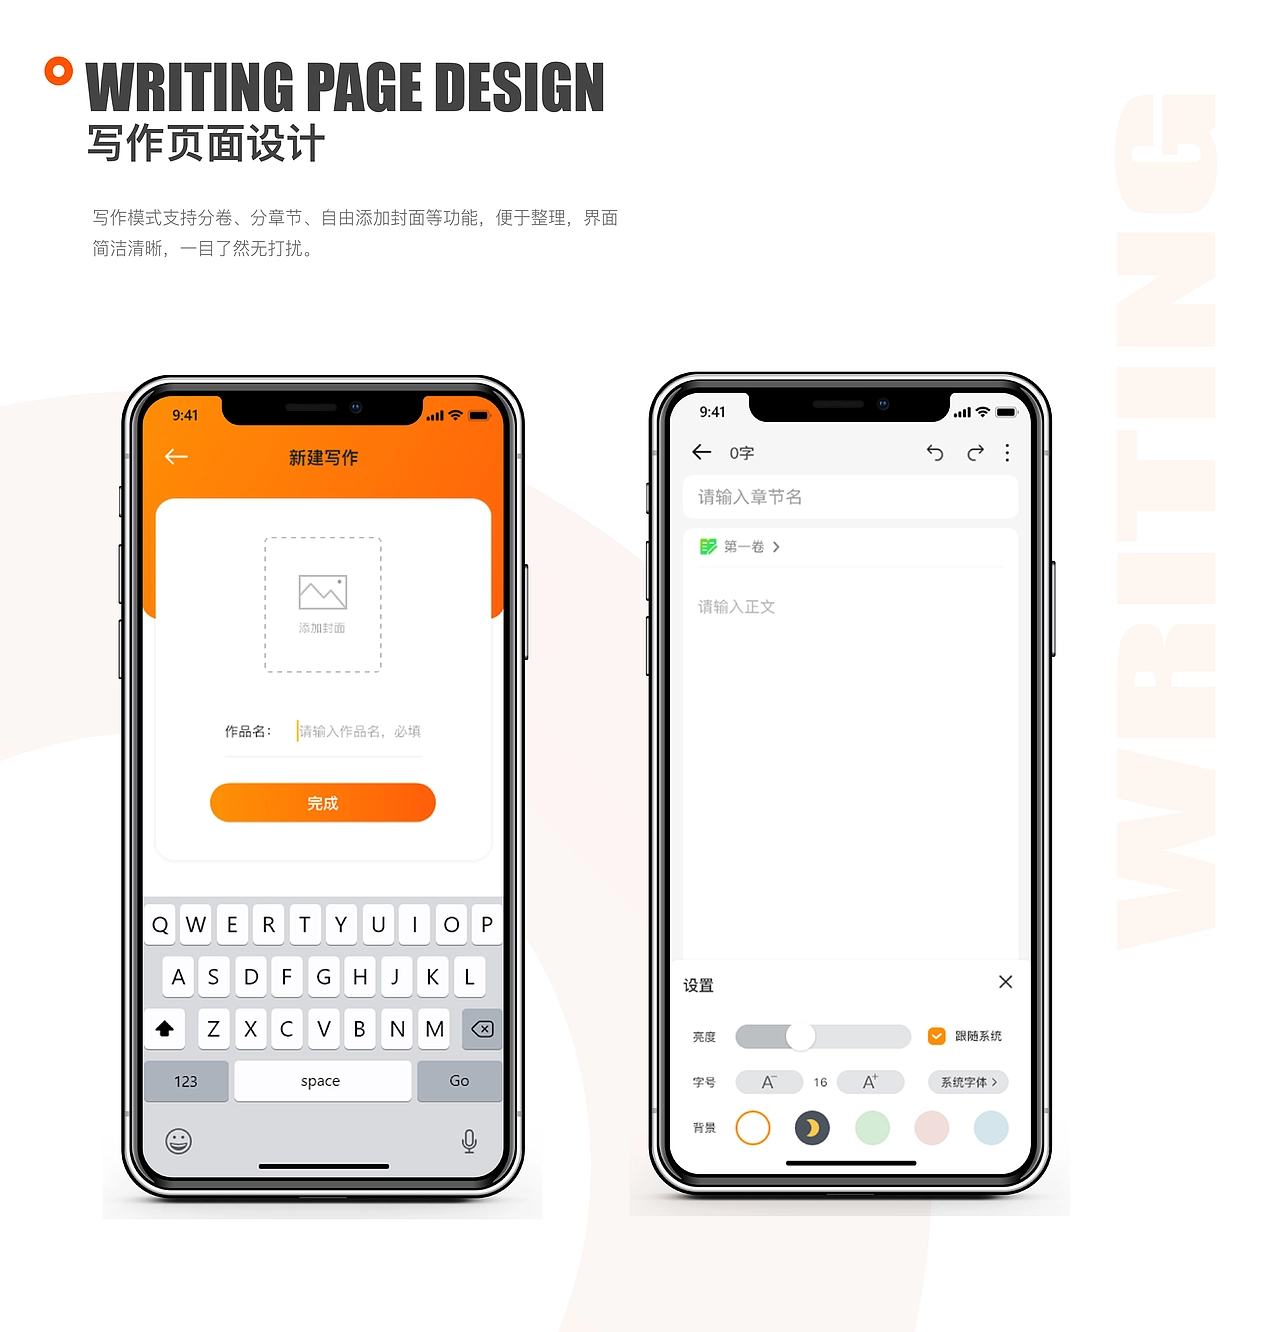 WRITING PAGE DESIGN
写作页面设计
写作模式支持分卷、分章节、自由添加封面等功能，便于整理，界面
简洁清晰，一目了然无打扰。
WRITING
9:41
新建写作
添加封面
作品名：
请输入作品名，必填
完成
Q W E R T Y U I O P
A S D F G H J K L
Z X C V B N M
123 space Go
9:41
0字
请输入章节名
第一卷
请输入正文
设置
亮度 跟随系统
字号 A- 16 A+ 系统字体
背景